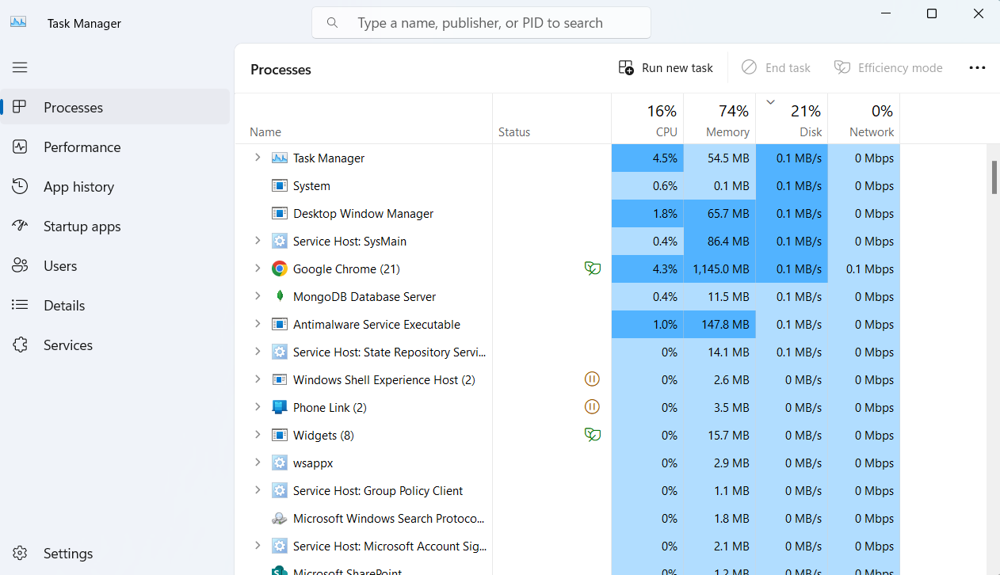 Task Manager
Type a name, publisher, or PID to search
Processes
Performance
App history
Startup apps
Users
Details
Services
Settings
Processes
Run new task
End task
Efficiency mode
16% 74% 21% 0%
Name Status CPU Memory Disk Network
Task Manager 4.5% 54.5 MB 0.1 MB/s 0 Mbps
System 0.6% 0.1 MB 0.1 MB/s 0 Mbps
Desktop Window Manager 1.8% 65.7 MB 0.1 MB/s 0 Mbps
Service Host: SysMain 0.4% 86.4 MB 0.1 MB/s 0 Mbps
Google Chrome (21) 4.3% 1,145.0 MB 0.1 MB/s 0.1 Mbps
MongoDB Database Server 0.4% 11.5 MB 0.1 MB/s 0 Mbps
Antimalware Service Executable 1.0% 147.8 MB 0.1 MB/s 0 Mbps
Service Host: State Repository Servi... 0% 14.1 MB 0.1 MB/s 0 Mbps
Windows Shell Experience Host (2) 0% 2.6 MB 0 MB/s 0 Mbps
Phone Link (2) 0% 3.5 MB 0 MB/s 0 Mbps
Widgets (8) 0% 15.7 MB 0 MB/s 0 Mbps
wsappx 0% 2.9 MB 0 MB/s 0 Mbps
Service Host: Group Policy Client 0% 1.1 MB 0 MB/s 0 Mbps
Microsoft Windows Search Protoco... 0% 1.8 MB 0 MB/s 0 Mbps
Service Host: Microsoft Account Sig... 0% 2.1 MB 0 MB/s 0 Mbps
Microsoft SharePoint 0% 1.2 MB 0 MB/s 0 Mbps